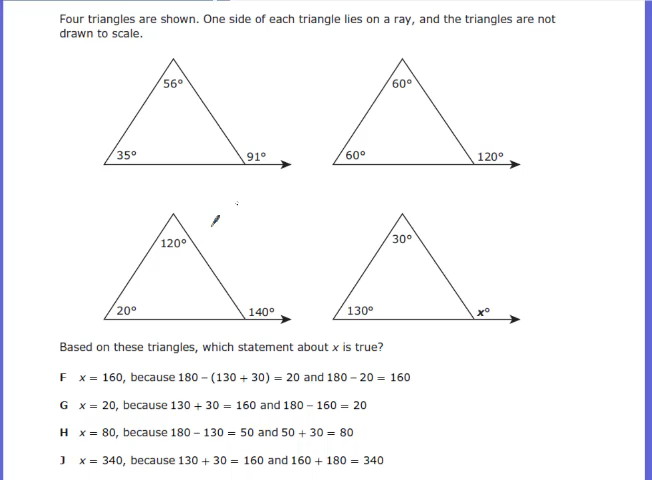 Four triangles are shown. One side of each triangle lies on a ray, and the triangles are not
drawn to scale.
56° 60°
35° 91° 60° 120°
120° 30°
20° 140° 130° x°
Based on these triangles, which statement about x is true?
F x = 160, because 180 – (130 + 30) = 20 and 180 – 20 = 160
G x = 20, because 130 + 30 = 160 and 180 – 160 = 20
H x = 80, because 180 – 130 = 50 and 50 + 30 = 80
J x = 340, because 130 + 30 = 160 and 160 + 180 = 340